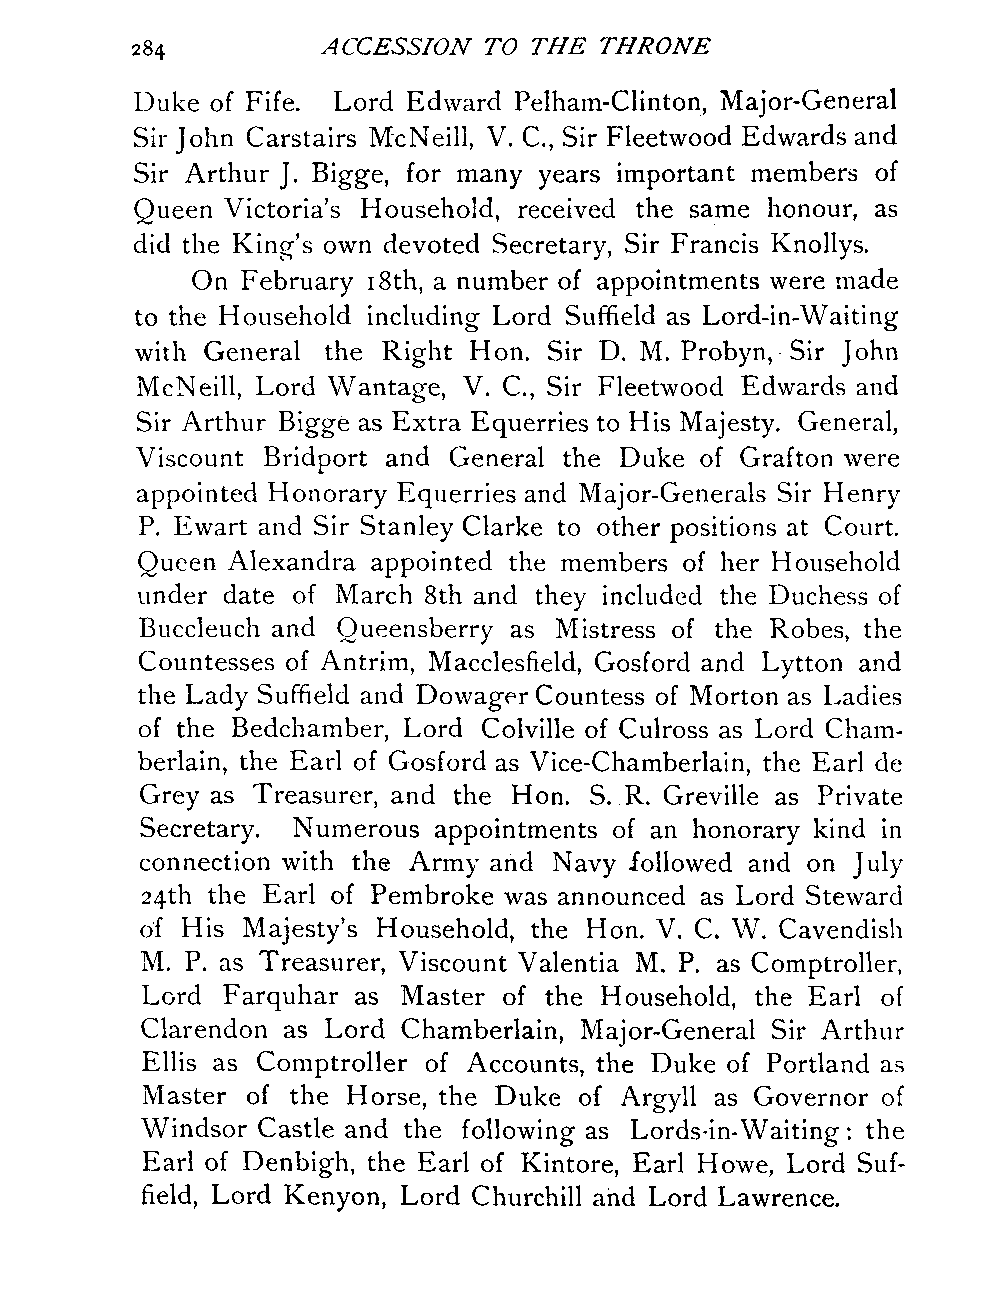 284 ACCESSION TO THE THRONE
Duke of Fife. Lord Edward Pelham-Clinton, Major-General
Sir John Carstairs McNeill, V. C., Sir Fleetwood Edwards and
Sir Arthur J. Bigge, for many years important members of
Queen Victoria's Household, received the same honour, as
did the King's own devoted Secretary, Sir Francis Knollys.
On February 18th, a number of appointments were made
to the Household including Lord Suffield as Lord-in-Waiting
with General the Right Hon. Sir D. M. Probyn, Sir John
McNeill, Lord Wantage, V. C., Sir Fleetwood Edwards and
Sir Arthur Bigge as Extra Equerries to His Majesty. General,
Viscount Bridport and General the Duke of Grafton were
appointed Honorary Equerries and Major-Generals Sir Henry
P. Ewart and Sir Stanley Clarke to other positions at Court.
Queen Alexandra appointed the members of her Household
under date of March 8th and they included the Duchess of
Buccleuch and Queensberry as Mistress of the Robes, the
Countesses of Antrim, Macclesfield, Gosford and Lytton and
the Lady Suffield and Dowager Countess of Morton as Ladies
of the Bedchamber, Lord Colville of Culross as Lord Cham-
berlain, the Earl of Gosford as Vice-Chamberlain, the Earl de
Grey as Treasurer, and the Hon. S. R. Greville as Private
Secretary. Numerous appointments of an honorary kind in
connection with the Army and Navy followed and on July
24th the Earl of Pembroke was announced as Lord Steward
of His Majesty's Household, the Hon. V. C. W. Cavendish
M. P. as Treasurer, Viscount Valentia M. P. as Comptroller,
Lord Farquhar as Master of the Household, the Earl of
Clarendon as Lord Chamberlain, Major-General Sir Arthur
Ellis as Comptroller of Accounts, the Duke of Portland as
Master of the Horse, the Duke of Argyll as Governor of
Windsor Castle and the following as Lords-in-Waiting: the
Earl of Denbigh, the Earl of Kintore, Earl Howe, Lord Suf-
field, Lord Kenyon, Lord Churchill and Lord Lawrence.